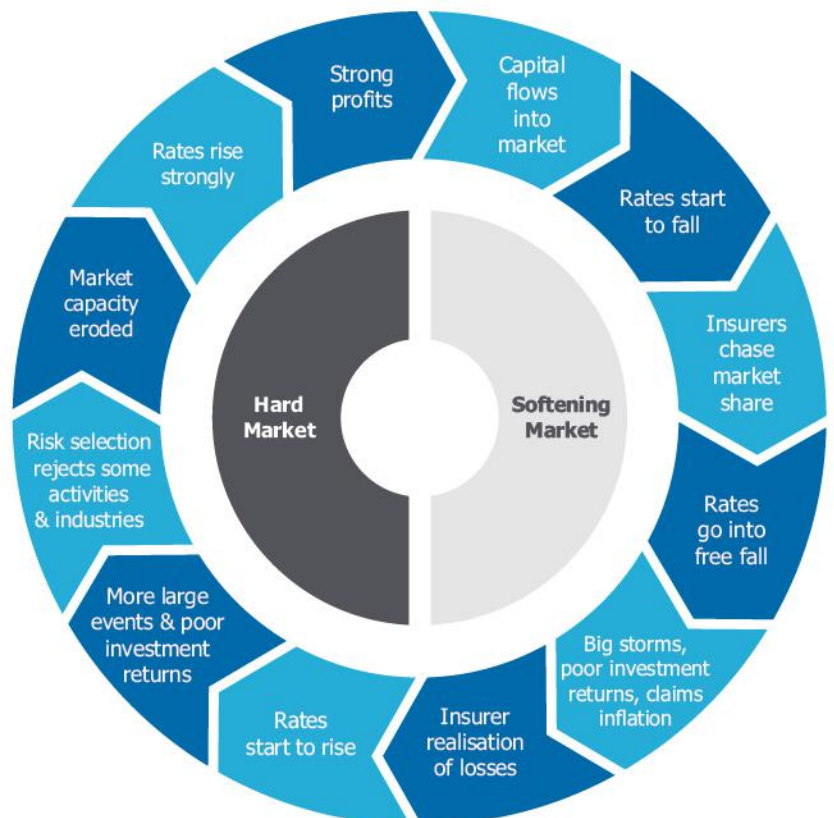 Strong
profits
Capital
flows
into
market
Rates start
to fall
Insurers
chase
market
share
Rates
go into
free fall
Big storms,
poor investment
returns, claims
inflation
Insurer
realisation
of losses
Rates
start to rise
More large
events & poor
investment
returns
Risk selection
rejects some
activities
& industries
Market
capacity
eroded
Rates rise
strongly
Hard
Market
Softening
Market